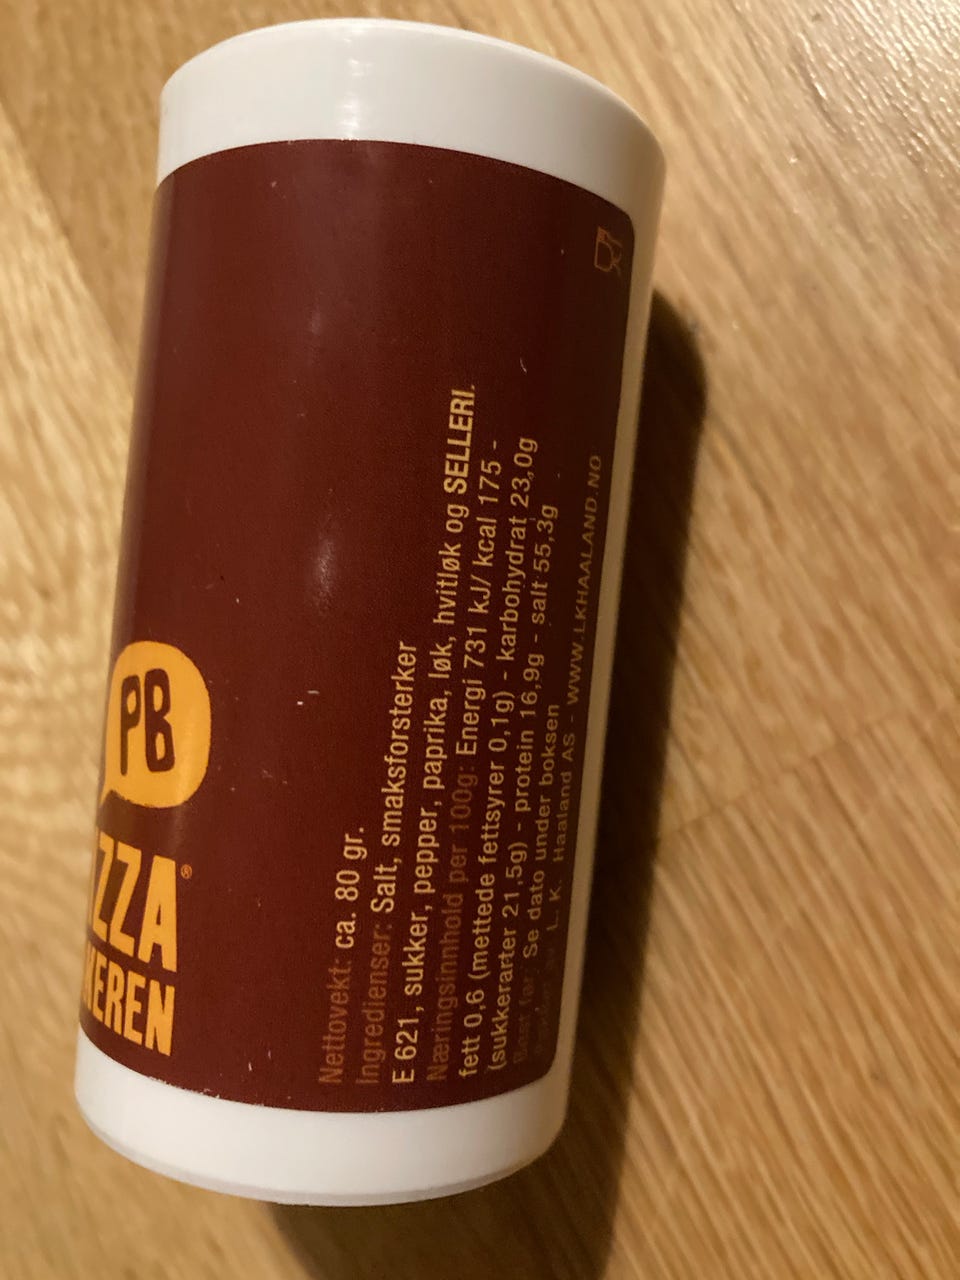 PB
ZZA®
KEREN
Nettovekt: ca. 80 gr.
Ingredienser: Salt, smaksforsterker
E 621, sukker, pepper, paprika, løk, hvitløk og SELLERI.
Næringsinnhold per 100g: Energi 731 kJ/ kcal 175 -
fett 0,6 (mettede fettsyrer 0,1g) - karbohydrat 23,0g
(sukkerarter 21,5g) - protein 16,9g - salt 55,3g
Best før: Se dato under boksen
av L. K. Haaland AS - WWW.LKHAALAND.NO